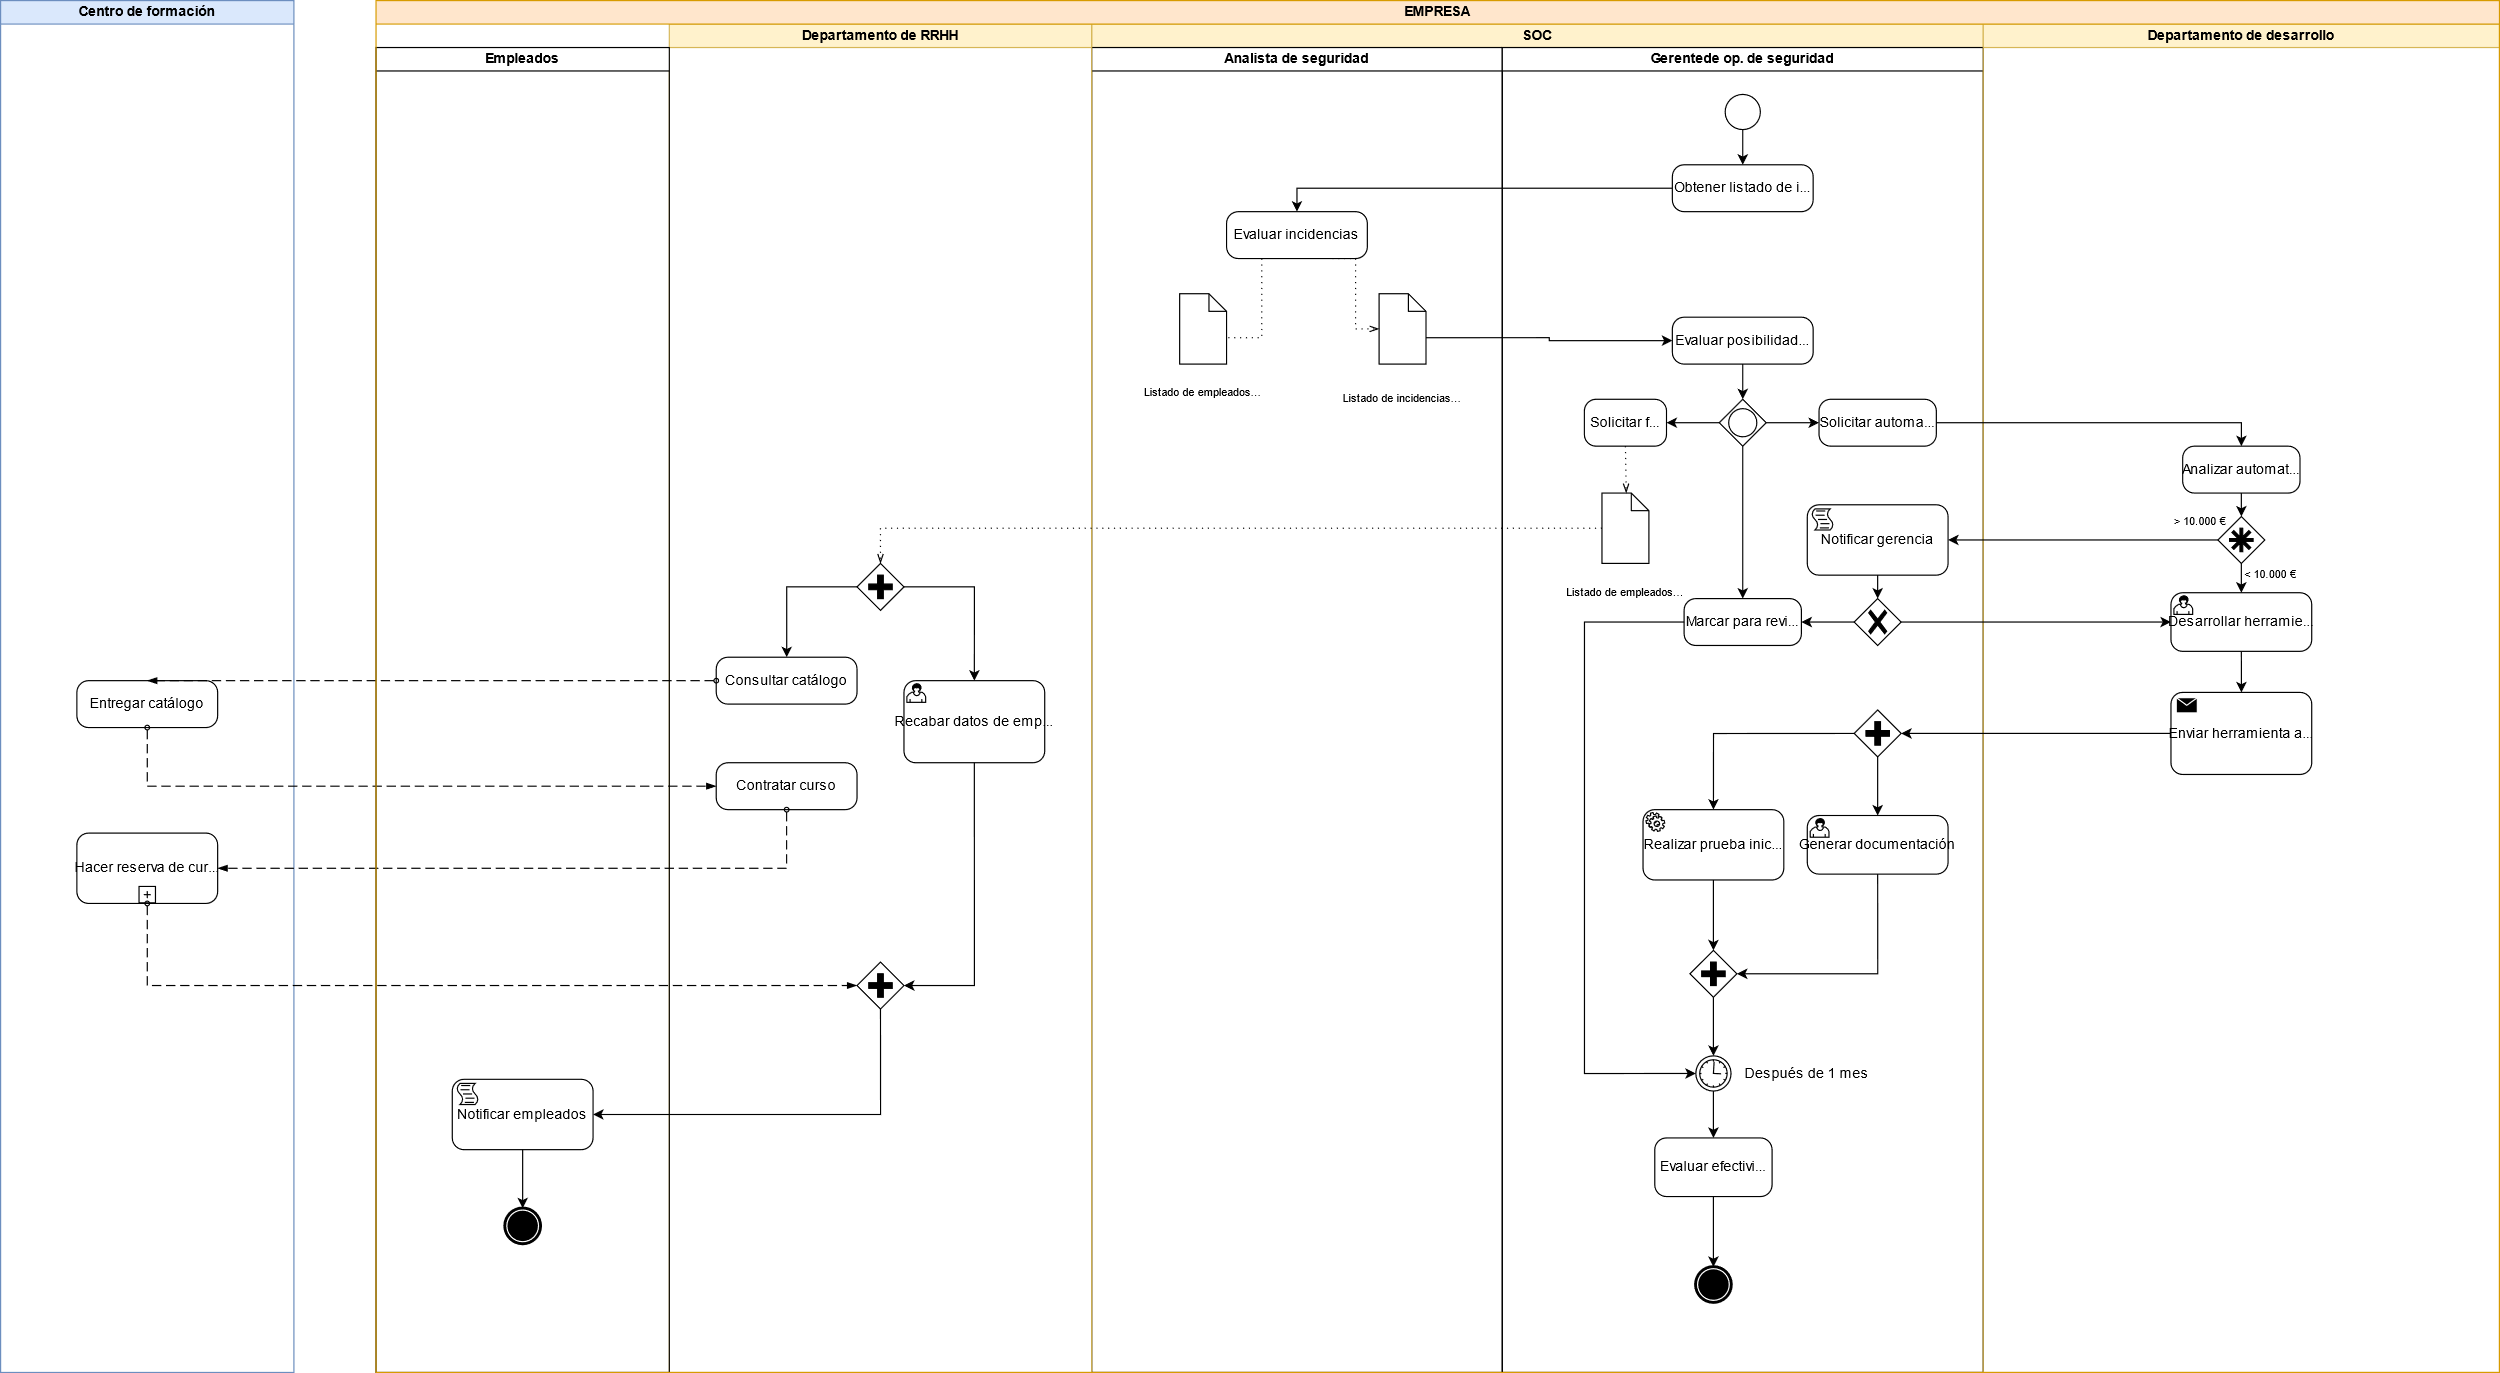 Centro de formación
EMPRESA
Departamento de RRHH
SOC
Departamento de desarrollo
Empleados
Analista de seguridad
Gerentede op. de seguridad
Obtener listado de i...
Evaluar incidencias
Evaluar posibilidad...
Listado de empleados...
Listado de incidencias...
Solicitar f...
Solicitar automa...
Analizar automat...
> 10.000 €
Notificar gerencia
< 10.000 €
Listado de empleados...
Marcar para revi...
Desarrollar herramie...
Consultar catálogo
Entregar catálogo
Recabar datos de emp...
Enviar herramienta a...
Contratar curso
Realizar prueba inic...
Generar documentación
Hacer reserva de cur...
+
Después de 1 mes
Notificar empleados
Evaluar efectivi...